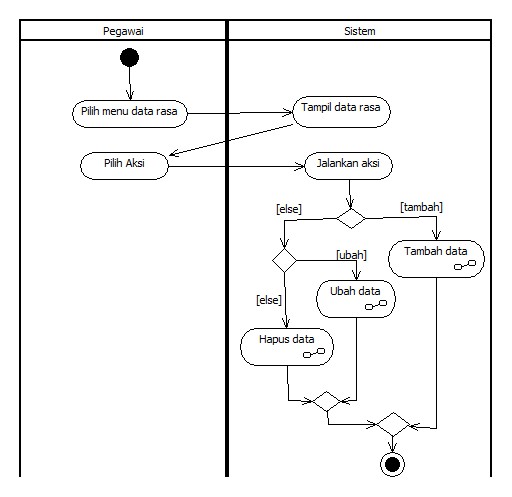 Pegawai
Sistem
Pilih menu data rasa
Tampil data rasa
Pilih Aksi
Jalankan aksi
[else]
[tambah]
[ubah]
Tambah data
Ubah data
[else]
Hapus data